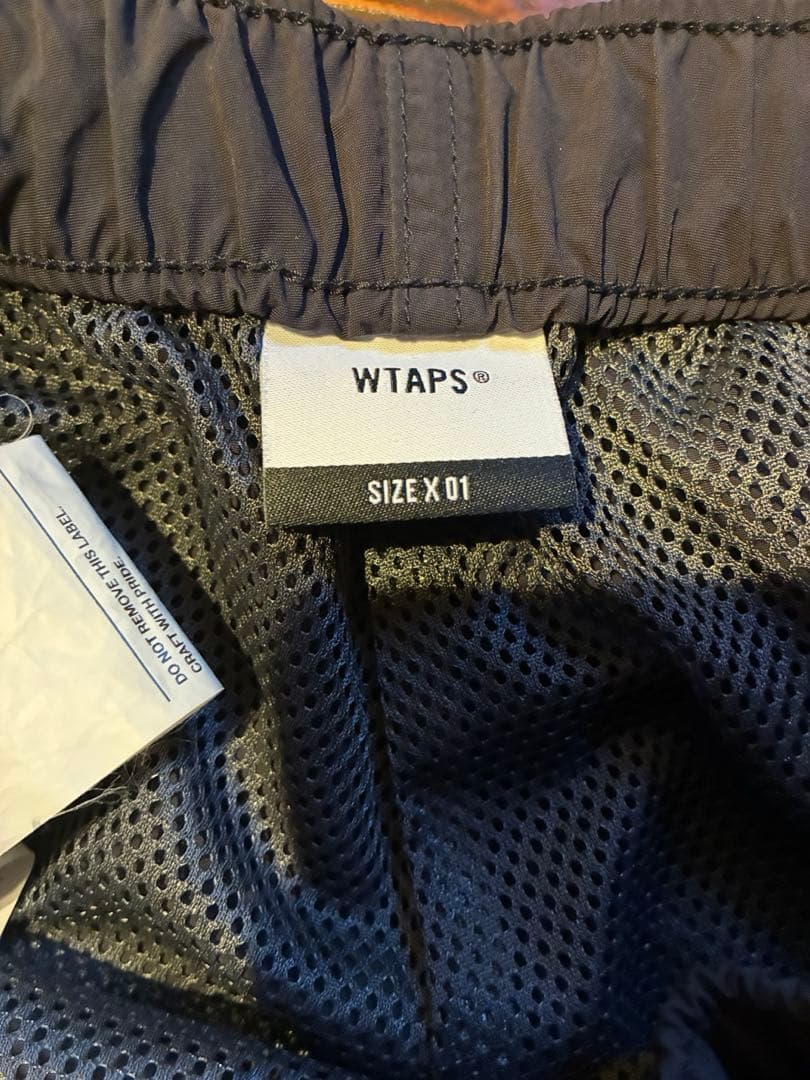 WTAPS®
SIZE X 01
DO NOT REMOVE THIS LABEL.
CRAFT WITH PRIDE.